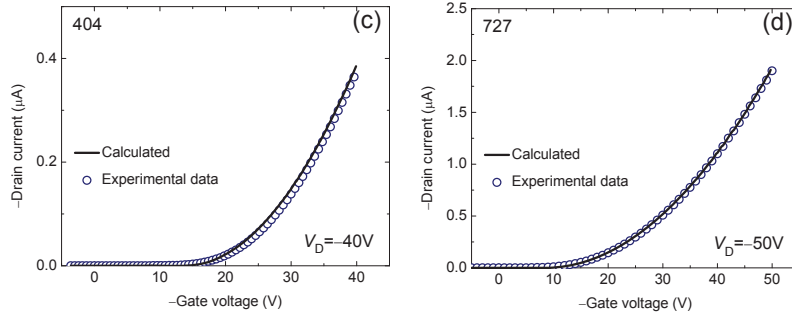 404
(c)
0.4
0.2
0.0
−Drain current (μA)
Calculated
Experimental data
V_D=−40V
0 10 20 30 40
−Gate voltage (V)
727
(d)
2.5
2.0
1.5
1.0
0.5
0.0
−Drain current (μA)
Calculated
Experimental data
V_D=−50V
0 10 20 30 40 50
−Gate voltage (V)